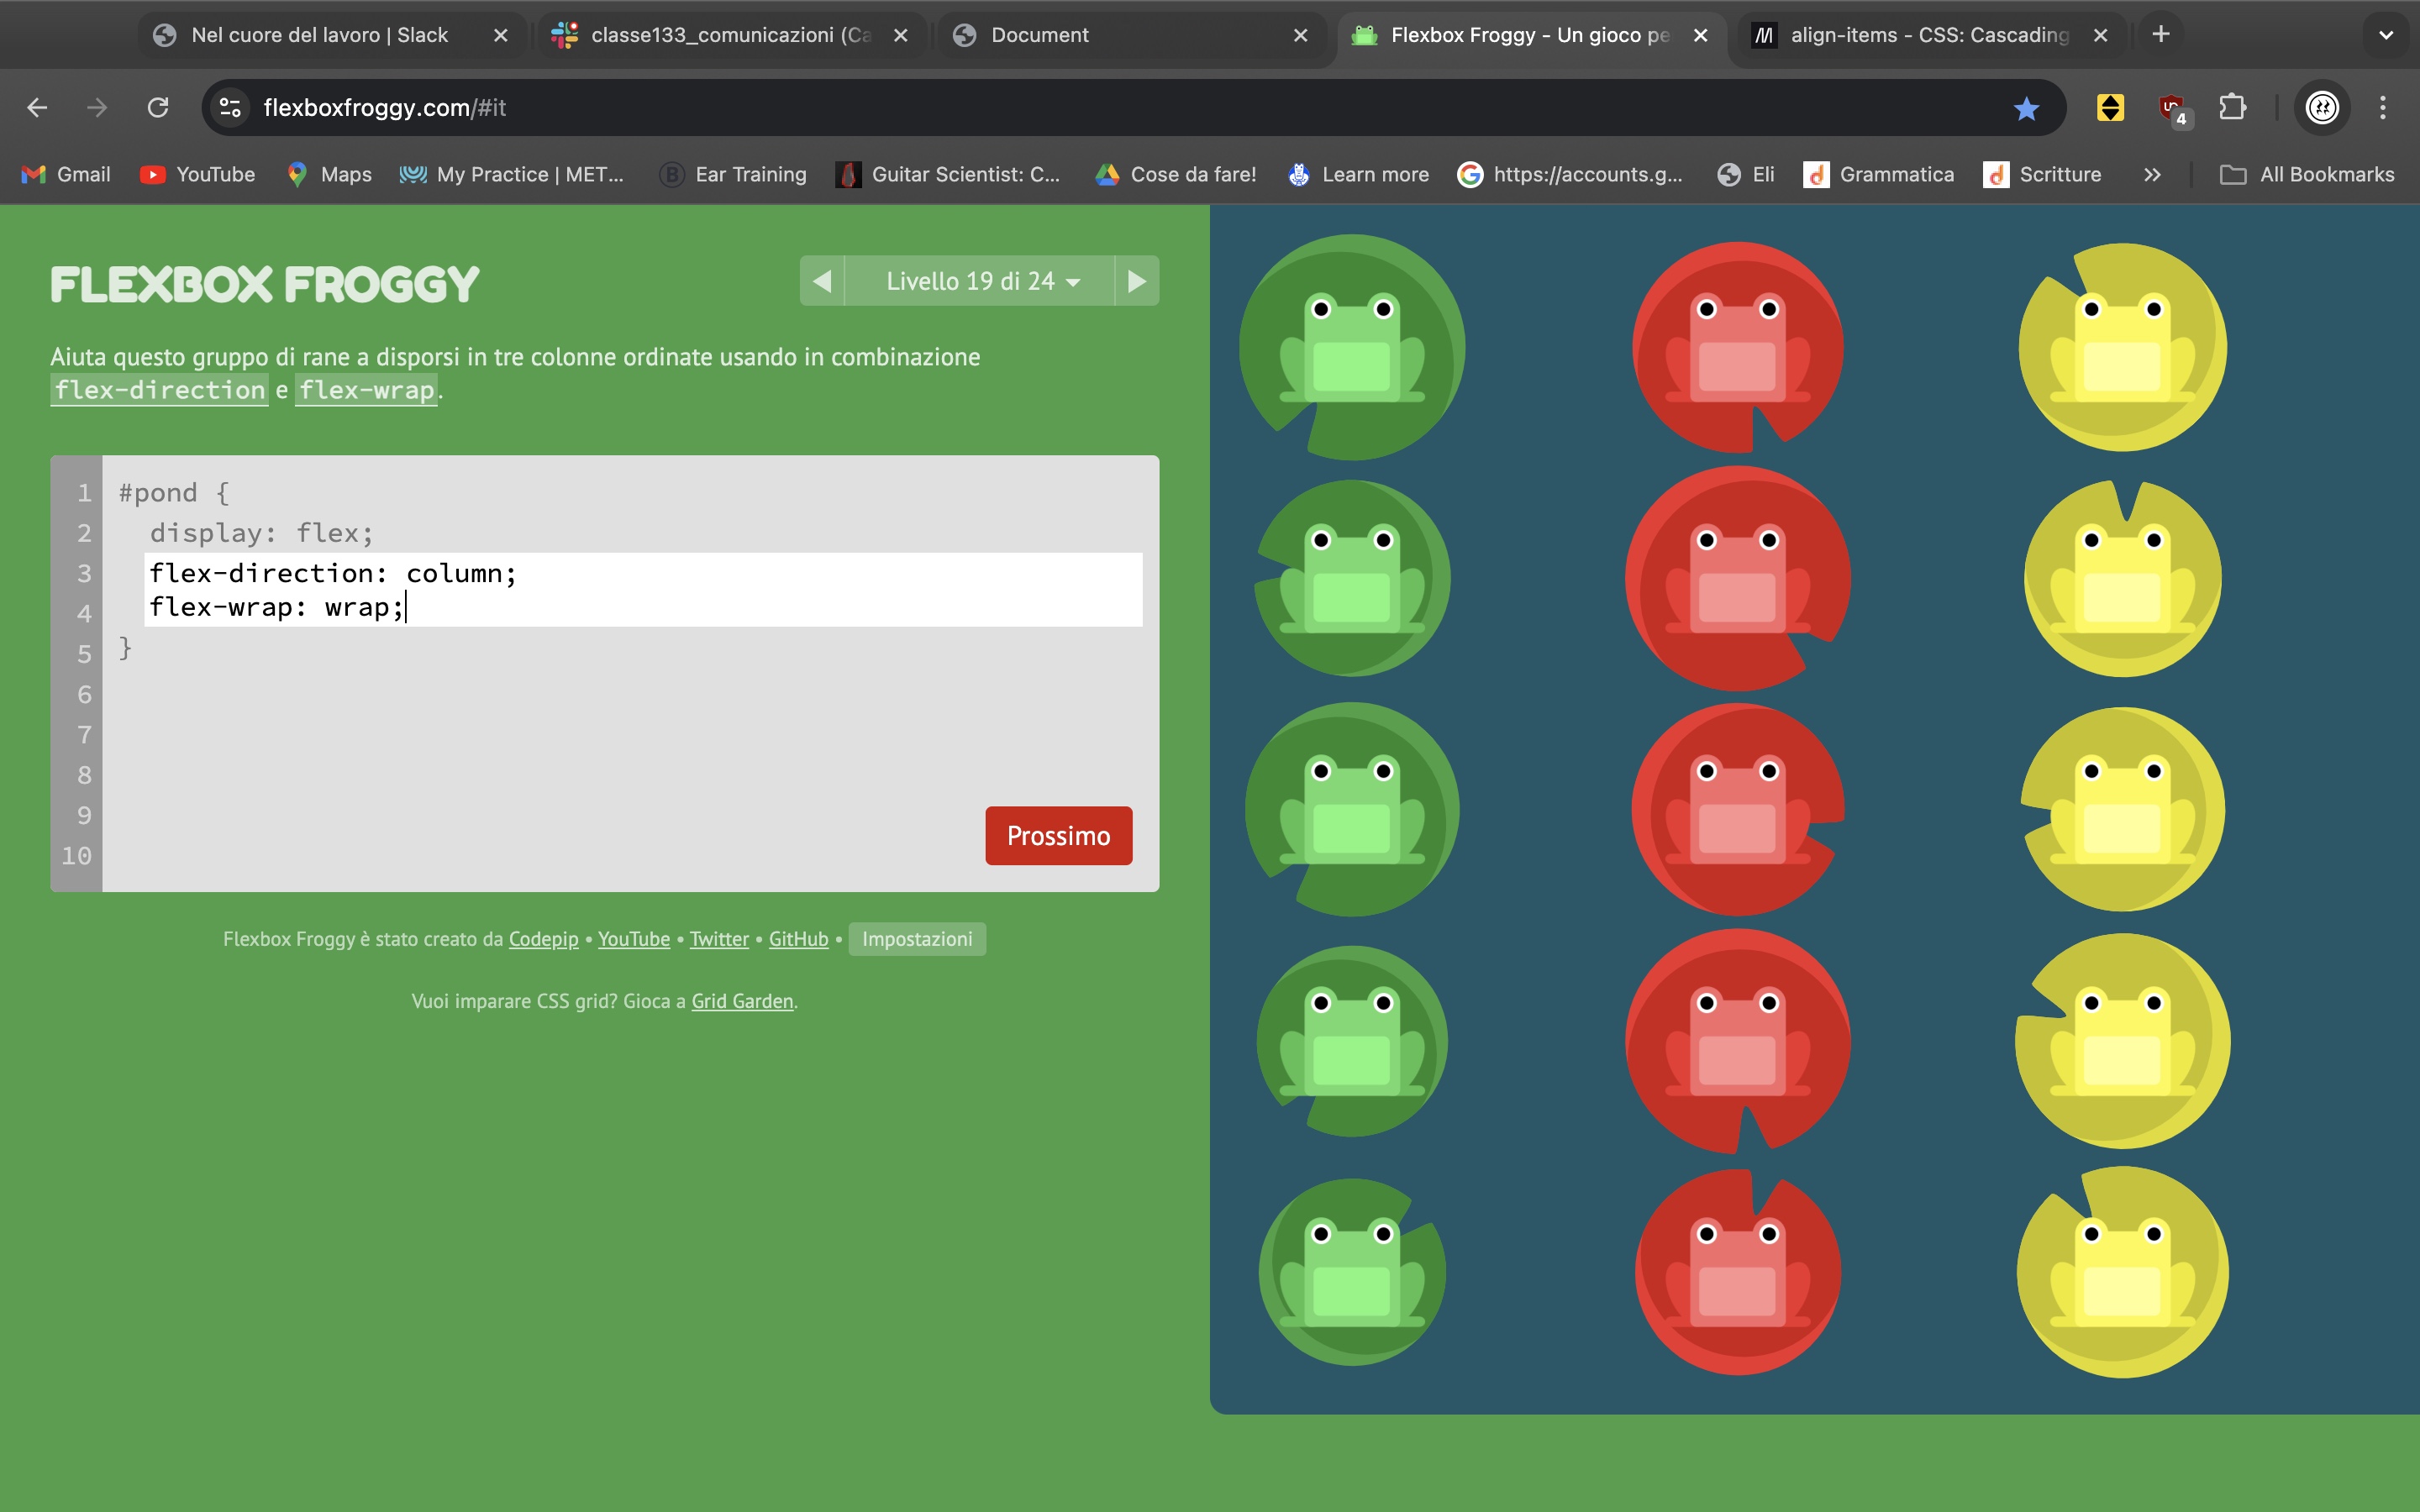 Nel cuore del lavoro | Slack
classe133_comunicazioni (Ca
Document
Flexbox Froggy - Un gioco pe
align-items - CSS: Cascading
flexboxfroggy.com/#it
4
Gmail
YouTube
Maps
My Practice | MET...
Ear Training
Guitar Scientist: C...
Cose da fare!
Learn more
https://accounts.g...
Eli
Grammatica
Scritture
All Bookmarks
FLEXBOX FROGGY
Livello 19 di 24
Aiuta questo gruppo di rane a disporsi in tre colonne ordinate usando in combinazione
flex-direction e flex-wrap.
1 #pond {
2 display: flex;
3 flex-direction: column;
4 flex-wrap: wrap;
5 }
6
7
8
9
10
Prossimo
Flexbox Froggy è stato creato da Codepip • YouTube • Twitter • GitHub • Impostazioni
Vuoi imparare CSS grid? Gioca a Grid Garden.